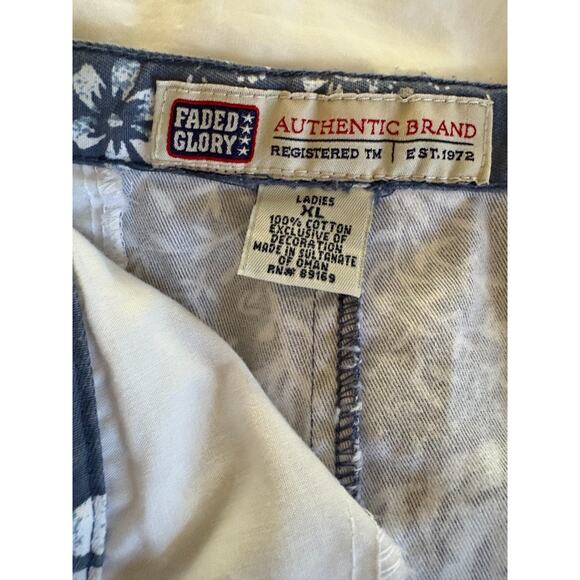 FADED
GLORY
AUTHENTIC BRAND
REGISTERED TM | EST. 1972
LADIES
XL
100% COTTON
EXCLUSIVE OF
DECORATION
MADE IN SULTANATE
OF OMAN
RN# 89169